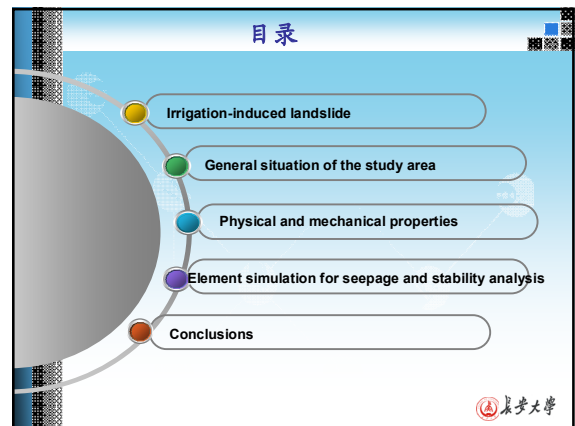 目录
Irrigation-induced landslide
General situation of the study area
Physical and mechanical properties
Element simulation for seepage and stability analysis
Conclusions
长安大学